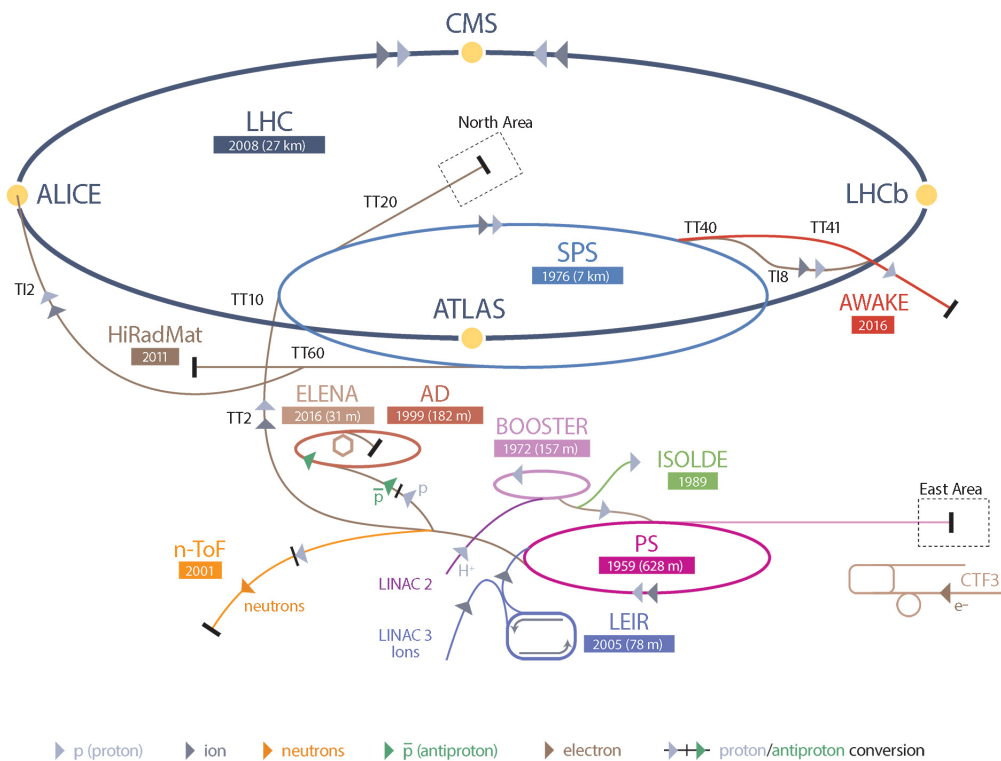 CMS
LHC
2008 (27 km)
North Area
ALICE
LHCb
TT20
TT40
TT41
SPS
1976 (7 km)
TI2
TT10
ATLAS
TI8
AWAKE
2016
HiRadMat
2011
TT60
ELENA
2016 (31 m)
AD
1999 (182 m)
TT2
BOOSTER
1972 (157 m)
ISOLDE
1989
p̅
p
East Area
n-ToF
2001
PS
1959 (628 m)
LINAC 2
H⁺
neutrons
CTF3
e-
LEIR
2005 (78 m)
LINAC 3
Ions
p (proton)
ion
neutrons
p̅ (antiproton)
electron
proton/antiproton conversion